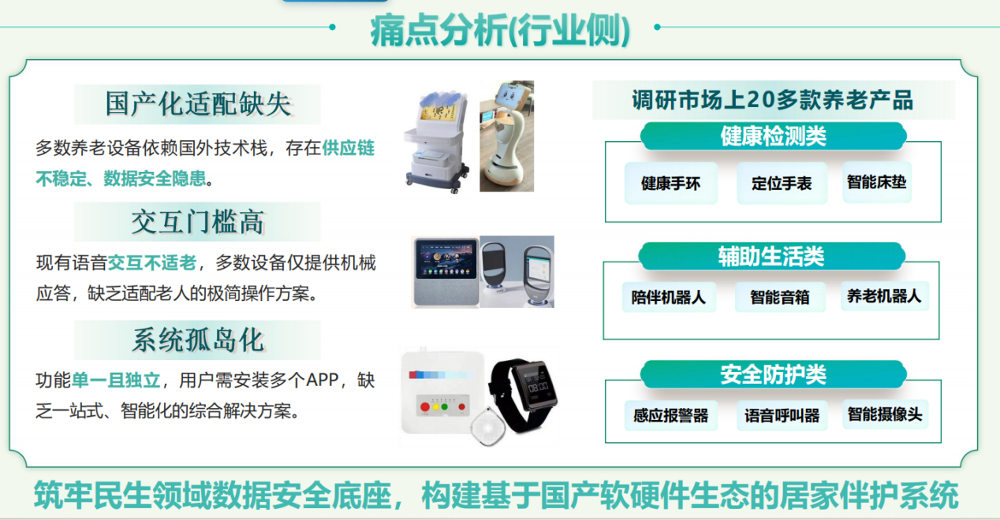 痛点分析(行业侧)
国产化适配缺失
多数养老设备依赖国外技术栈，存在供应链
不稳定、数据安全隐患。
交互门槛高
现有语音交互不适老，多数设备仅提供机械
应答，缺乏适配老人的极简操作方案。
系统孤岛化
功能单一且独立，用户需安装多个APP，缺
乏一站式、智能化的综合解决方案。
08:00
调研市场上20多款养老产品
健康检测类
健康手环
定位手表
智能床垫
辅助生活类
陪伴机器人
智能音箱
养老机器人
安全防护类
感应报警器
语音呼叫器
智能摄像头
筑牢民生领域数据安全底座，构建基于国产软硬件生态的居家伴护系统